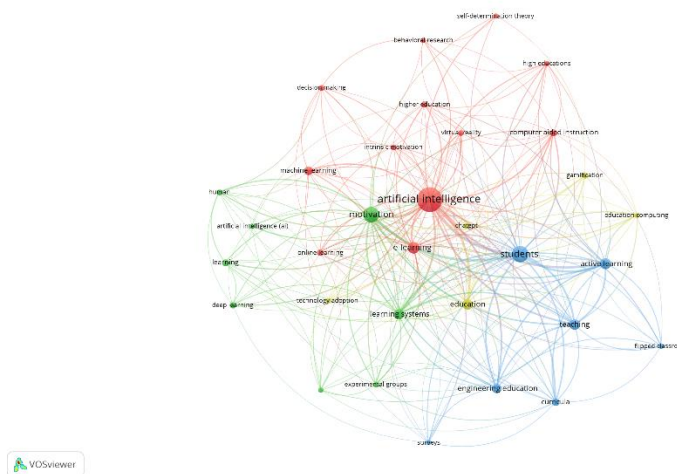 self-determination theory
behavioral research
high educations
decision making
higher education
virtual reality
computer aided instruction
intrinsic motivation
machine learning
gamification
human
artificial intelligence
motivation
education computing
artificial intelligence (ai)
chatgpt
e-learning
students
online learning
learning
active learning
technology adoption
deep learning
education
learning systems
teaching
flipped classro
experimental groups
engineering education
curricula
surveys
VOSviewer